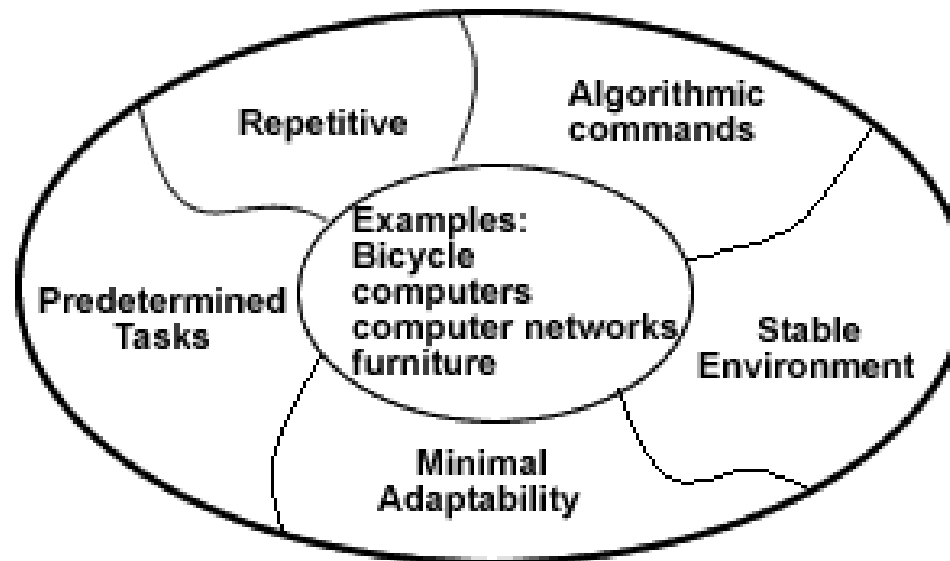 Repetitive
Algorithmic
commands
Examples:
Bicycle
computers
computer networks
furniture
Predetermined
Tasks
Stable
Environment
Minimal
Adaptability